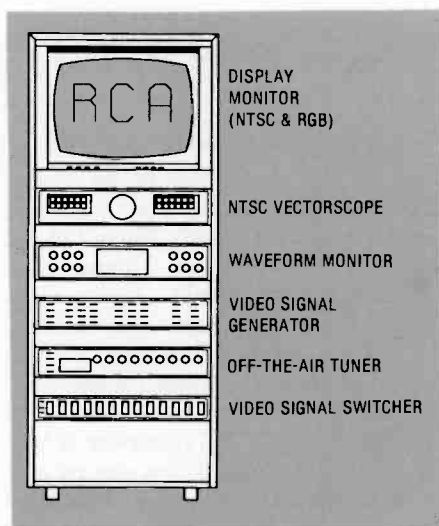 RCA
DISPLAY
MONITOR
(NTSC & RGB)
NTSC VECTORSCOPE
WAVEFORM MONITOR
VIDEO SIGNAL
GENERATOR
OFF-THE-AIR TUNER
VIDEO SIGNAL SWITCHER